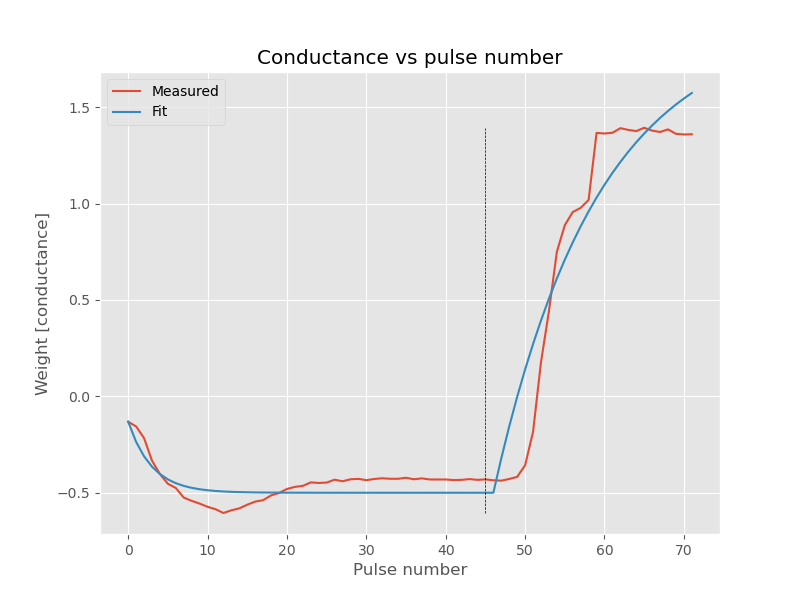 Conductance vs pulse number
Measured
Fit
Weight [conductance]
1.5
1.0
0.5
0.0
−0.5
0 10 20 30 40 50 60 70
Pulse number